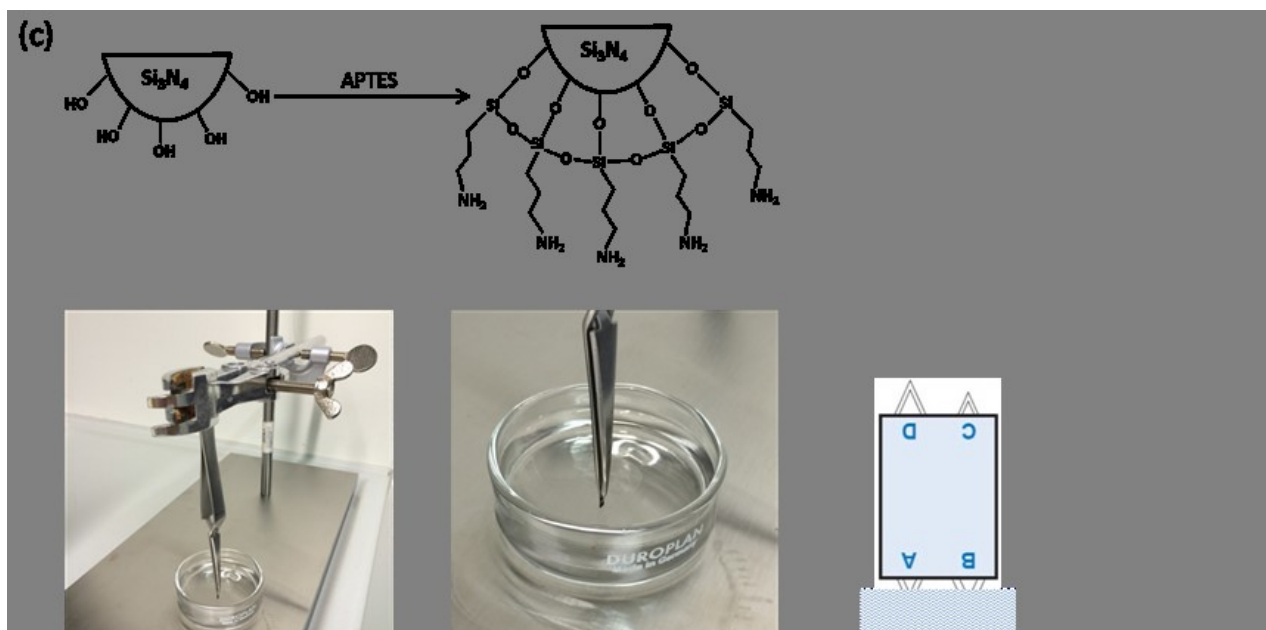 (c)
Si₃N₄
HO
HO
OH
OH
OH
APTES
Si₃N₄
O
O
O
O
O
Si
Si
Si
Si
Si
O
O
O
O
NH₂
NH₂
NH₂
NH₂
NH₂
DUROPLAN
Made in Germany
D C
A B